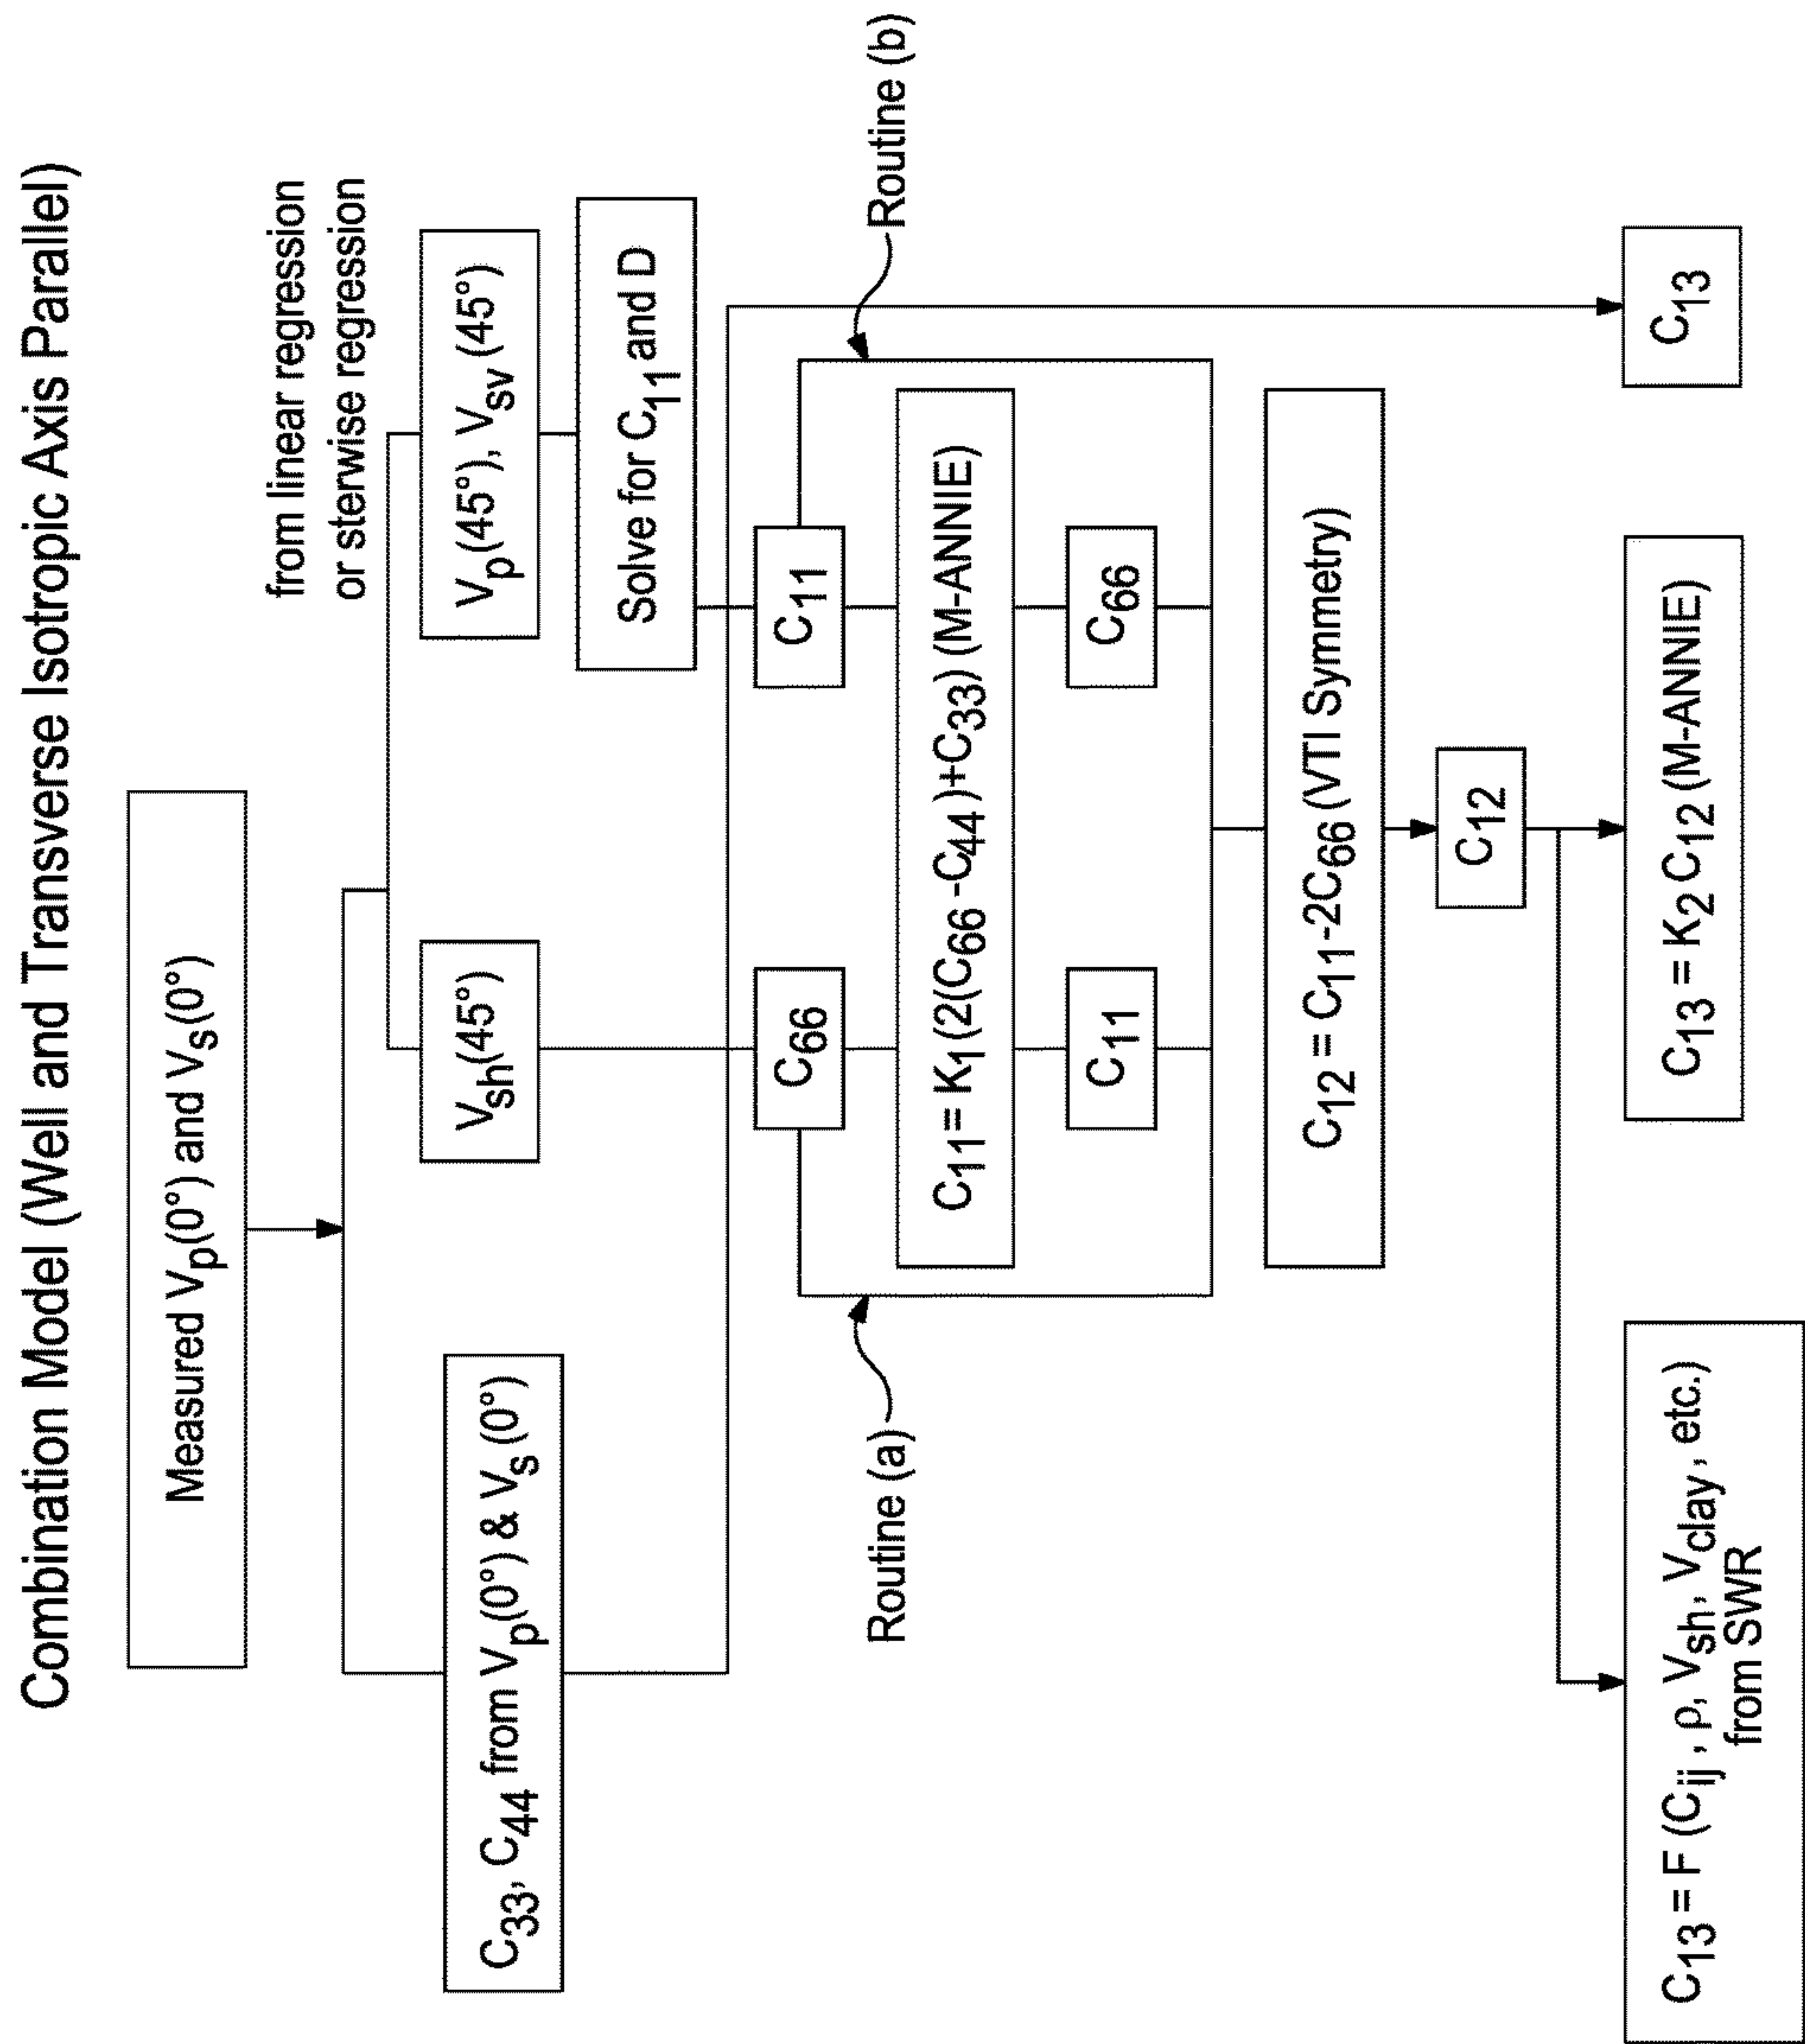 Combination Model (Well and Transverse Isotropic Axis Parallel)
Measured Vp(0°) and Vs(0°)
from linear regression
or sterwise regression
C33, C44 from Vp(0°) & Vs (0°)
Vsh(45°)
Vp(45°), Vsv (45°)
Solve for C11 and D
C66
C11
Routine (a)
Routine (b)
C11= K1(2(C66 -C44)+C33) (M-ANNIE)
C11
C66
C12 = C11-2C66 (VTI Symmetry)
C12
C13 = F (Cij , ρ, Vsh, Vclay, etc.)
from SWR
C13 = K2 C12 (M-ANNIE)
C13